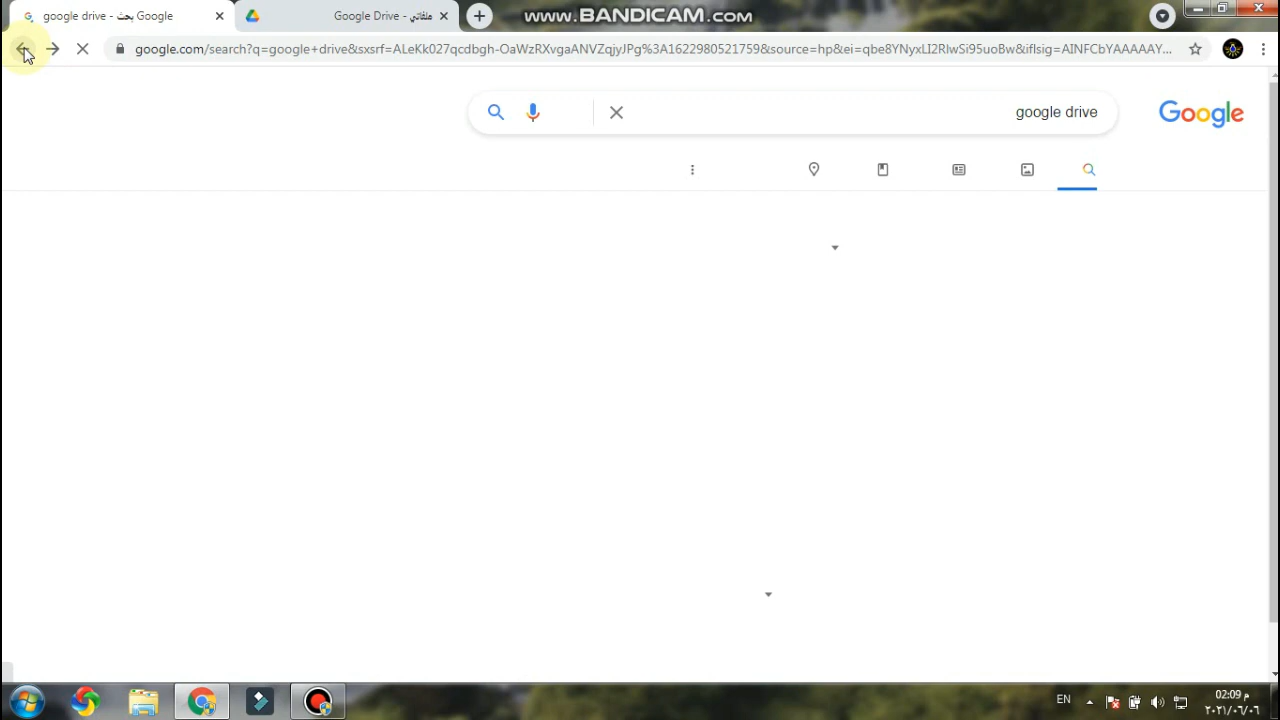 google drive - بحث Google
Google Drive - ملفاتي
www.BANDICAM.com
google.com/search?q=google+drive&sxsrf=ALeKk027qcdbgh-OaWzRXvgaANVZqjyJPg%3A1622980521759&source=hp&ei=qbe8YNyxLI2RlwSi95uoBw&iflsig=AINFCbYAAAAAY...
google drive
Google
EN
02:09 م
٢٠٢١/٠٦/٠٦